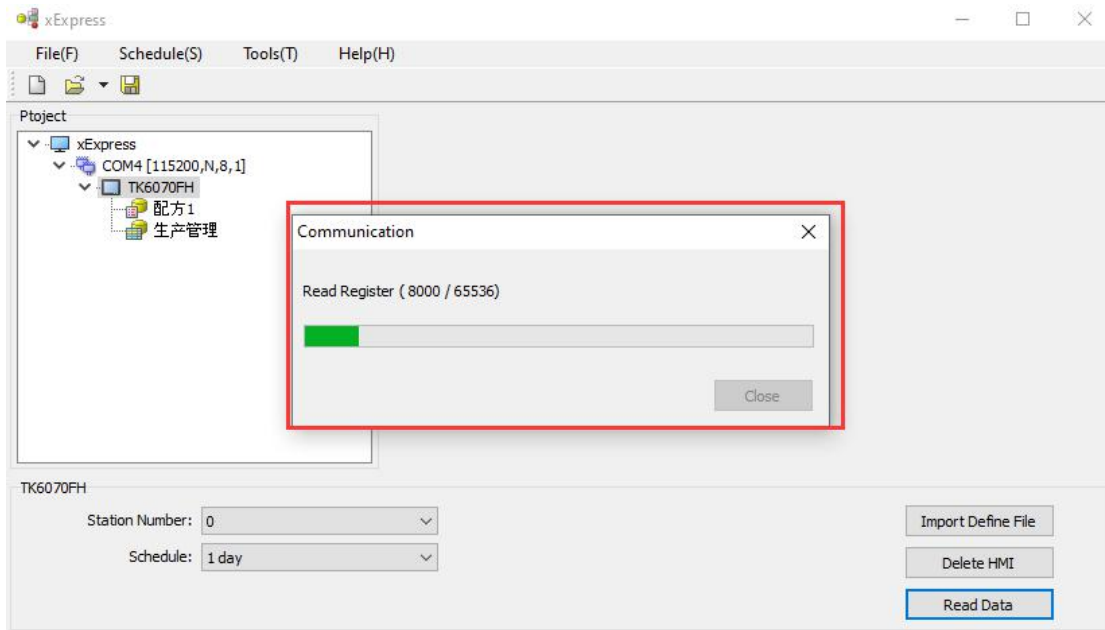 xExpress
File(F) Schedule(S) Tools(T) Help(H)
Ptoject
xExpress
COM4 [115200,N,8,1]
TK6070FH
配方1
生产管理
Communication
Read Register ( 8000 / 65536)
Close
TK6070FH
Station Number: 0
Schedule: 1 day
Import Define File
Delete HMI
Read Data